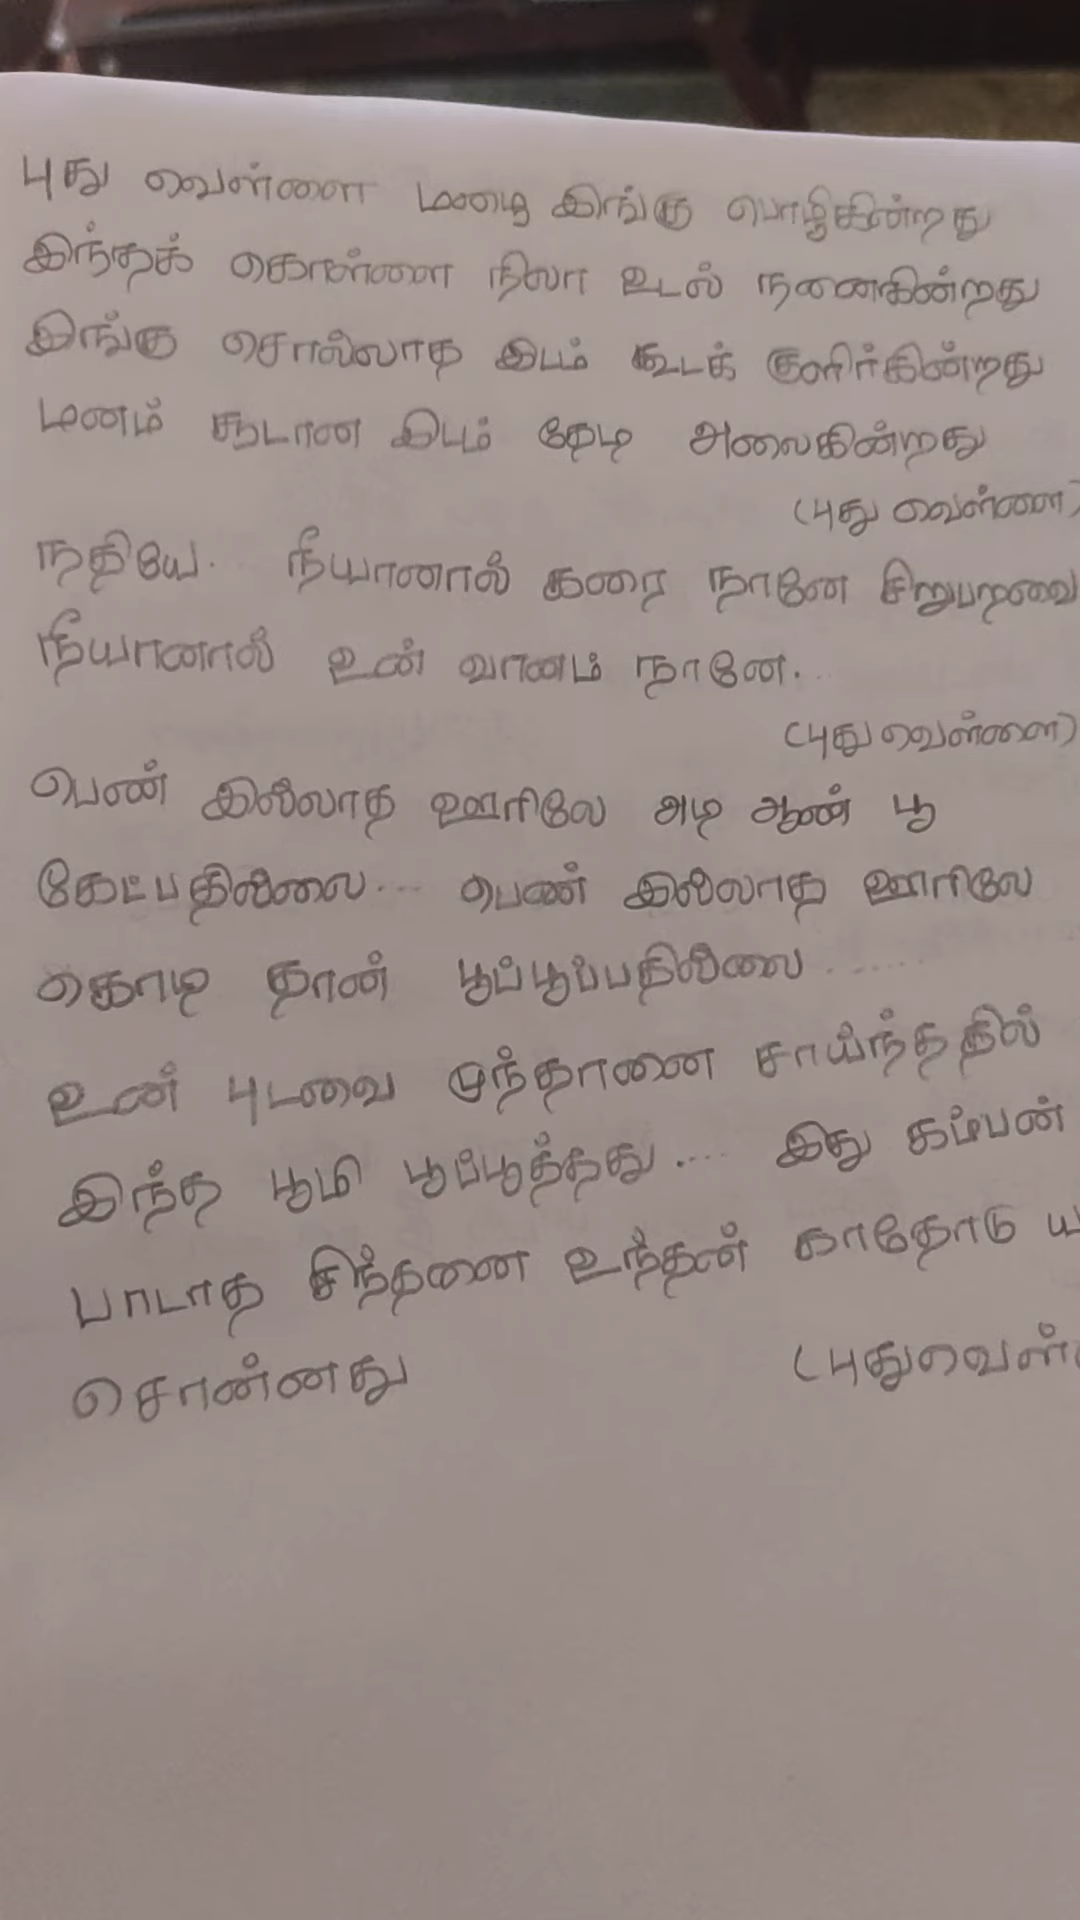 புது வெள்ளை மழை இங்கு பொழிகின்றது
இந்தக் கொள்ளை நிலா உடல் நனைகின்றது
இங்கு சொல்லாத இடம் கூடக் குளிர்கின்றது
மனம் சூடான இடம் தேடி அலைகின்றது
(புது வெள்ளை)
நதியே. நீயானால் கரை நானே சிறுபறவை
நீயானால் உன் வானம் நானே...
(புது வெள்ளை)
பெண் இல்லாத ஊரிலே அடி ஆண் பூ
கேட்பதில்லை... பெண் இல்லாத ஊரிலே
கொடி தான் பூப்பூப்பதில்லை ......
உன் புடவை முந்தானை சாய்ந்ததில்
இந்த பூமி பூப்பூத்தது.... இது கம்பன்
பாடாத சிந்தனை உந்தன் காதோடு
சொன்னது (புதுவெள்